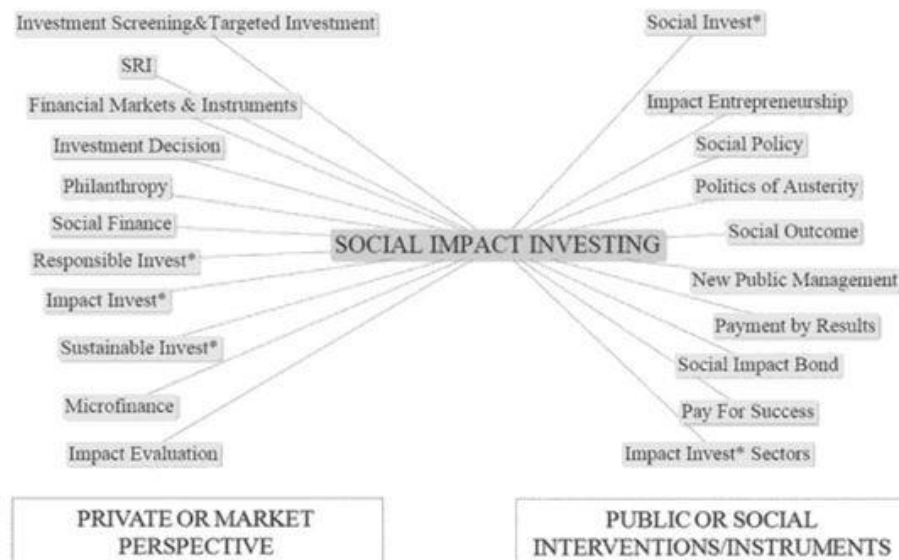 Investment Screening&Targeted Investment
SRI
Financial Markets & Instruments
Investment Decision
Philanthropy
Social Finance
Responsible Invest*
Impact Invest*
Sustainable Invest*
Microfinance
Impact Evaluation
SOCIAL IMPACT INVESTING
Social Invest*
Impact Entrepreneurship
Social Policy
Politics of Austerity
Social Outcome
New Public Management
Payment by Results
Social Impact Bond
Pay For Success
Impact Invest* Sectors
PRIVATE OR MARKET
PERSPECTIVE
PUBLIC OR SOCIAL
INTERVENTIONS/INSTRUMENTS